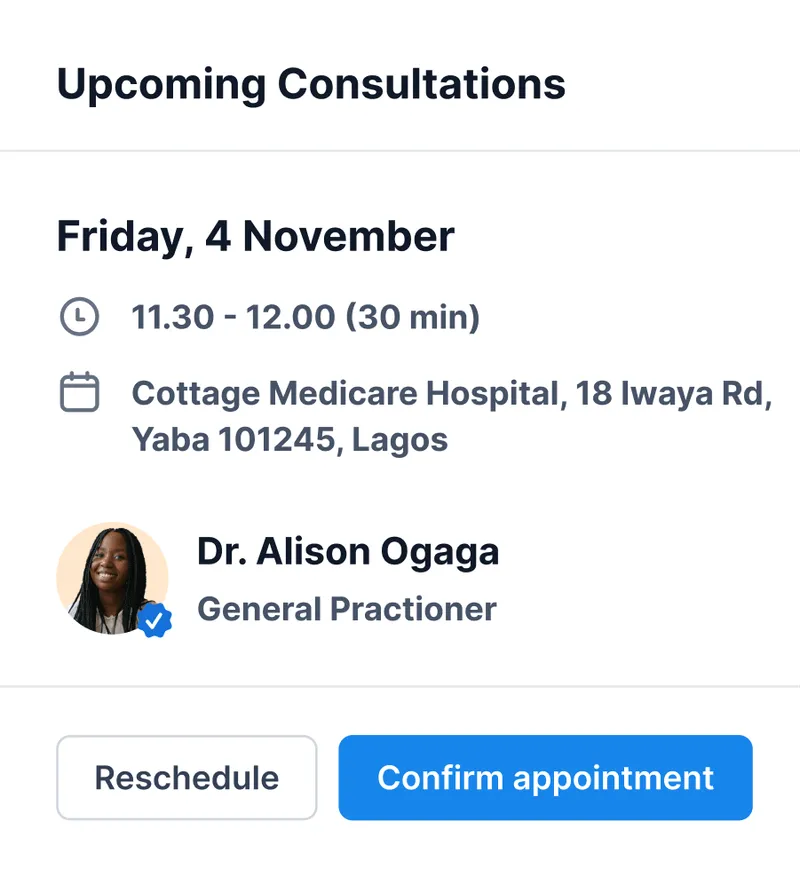 Upcoming Consultations
Friday, 4 November
11.30 - 12.00 (30 min)
Cottage Medicare Hospital, 18 Iwaya Rd,
Yaba 101245, Lagos
Dr. Alison Ogaga
General Practioner
Reschedule
Confirm appointment